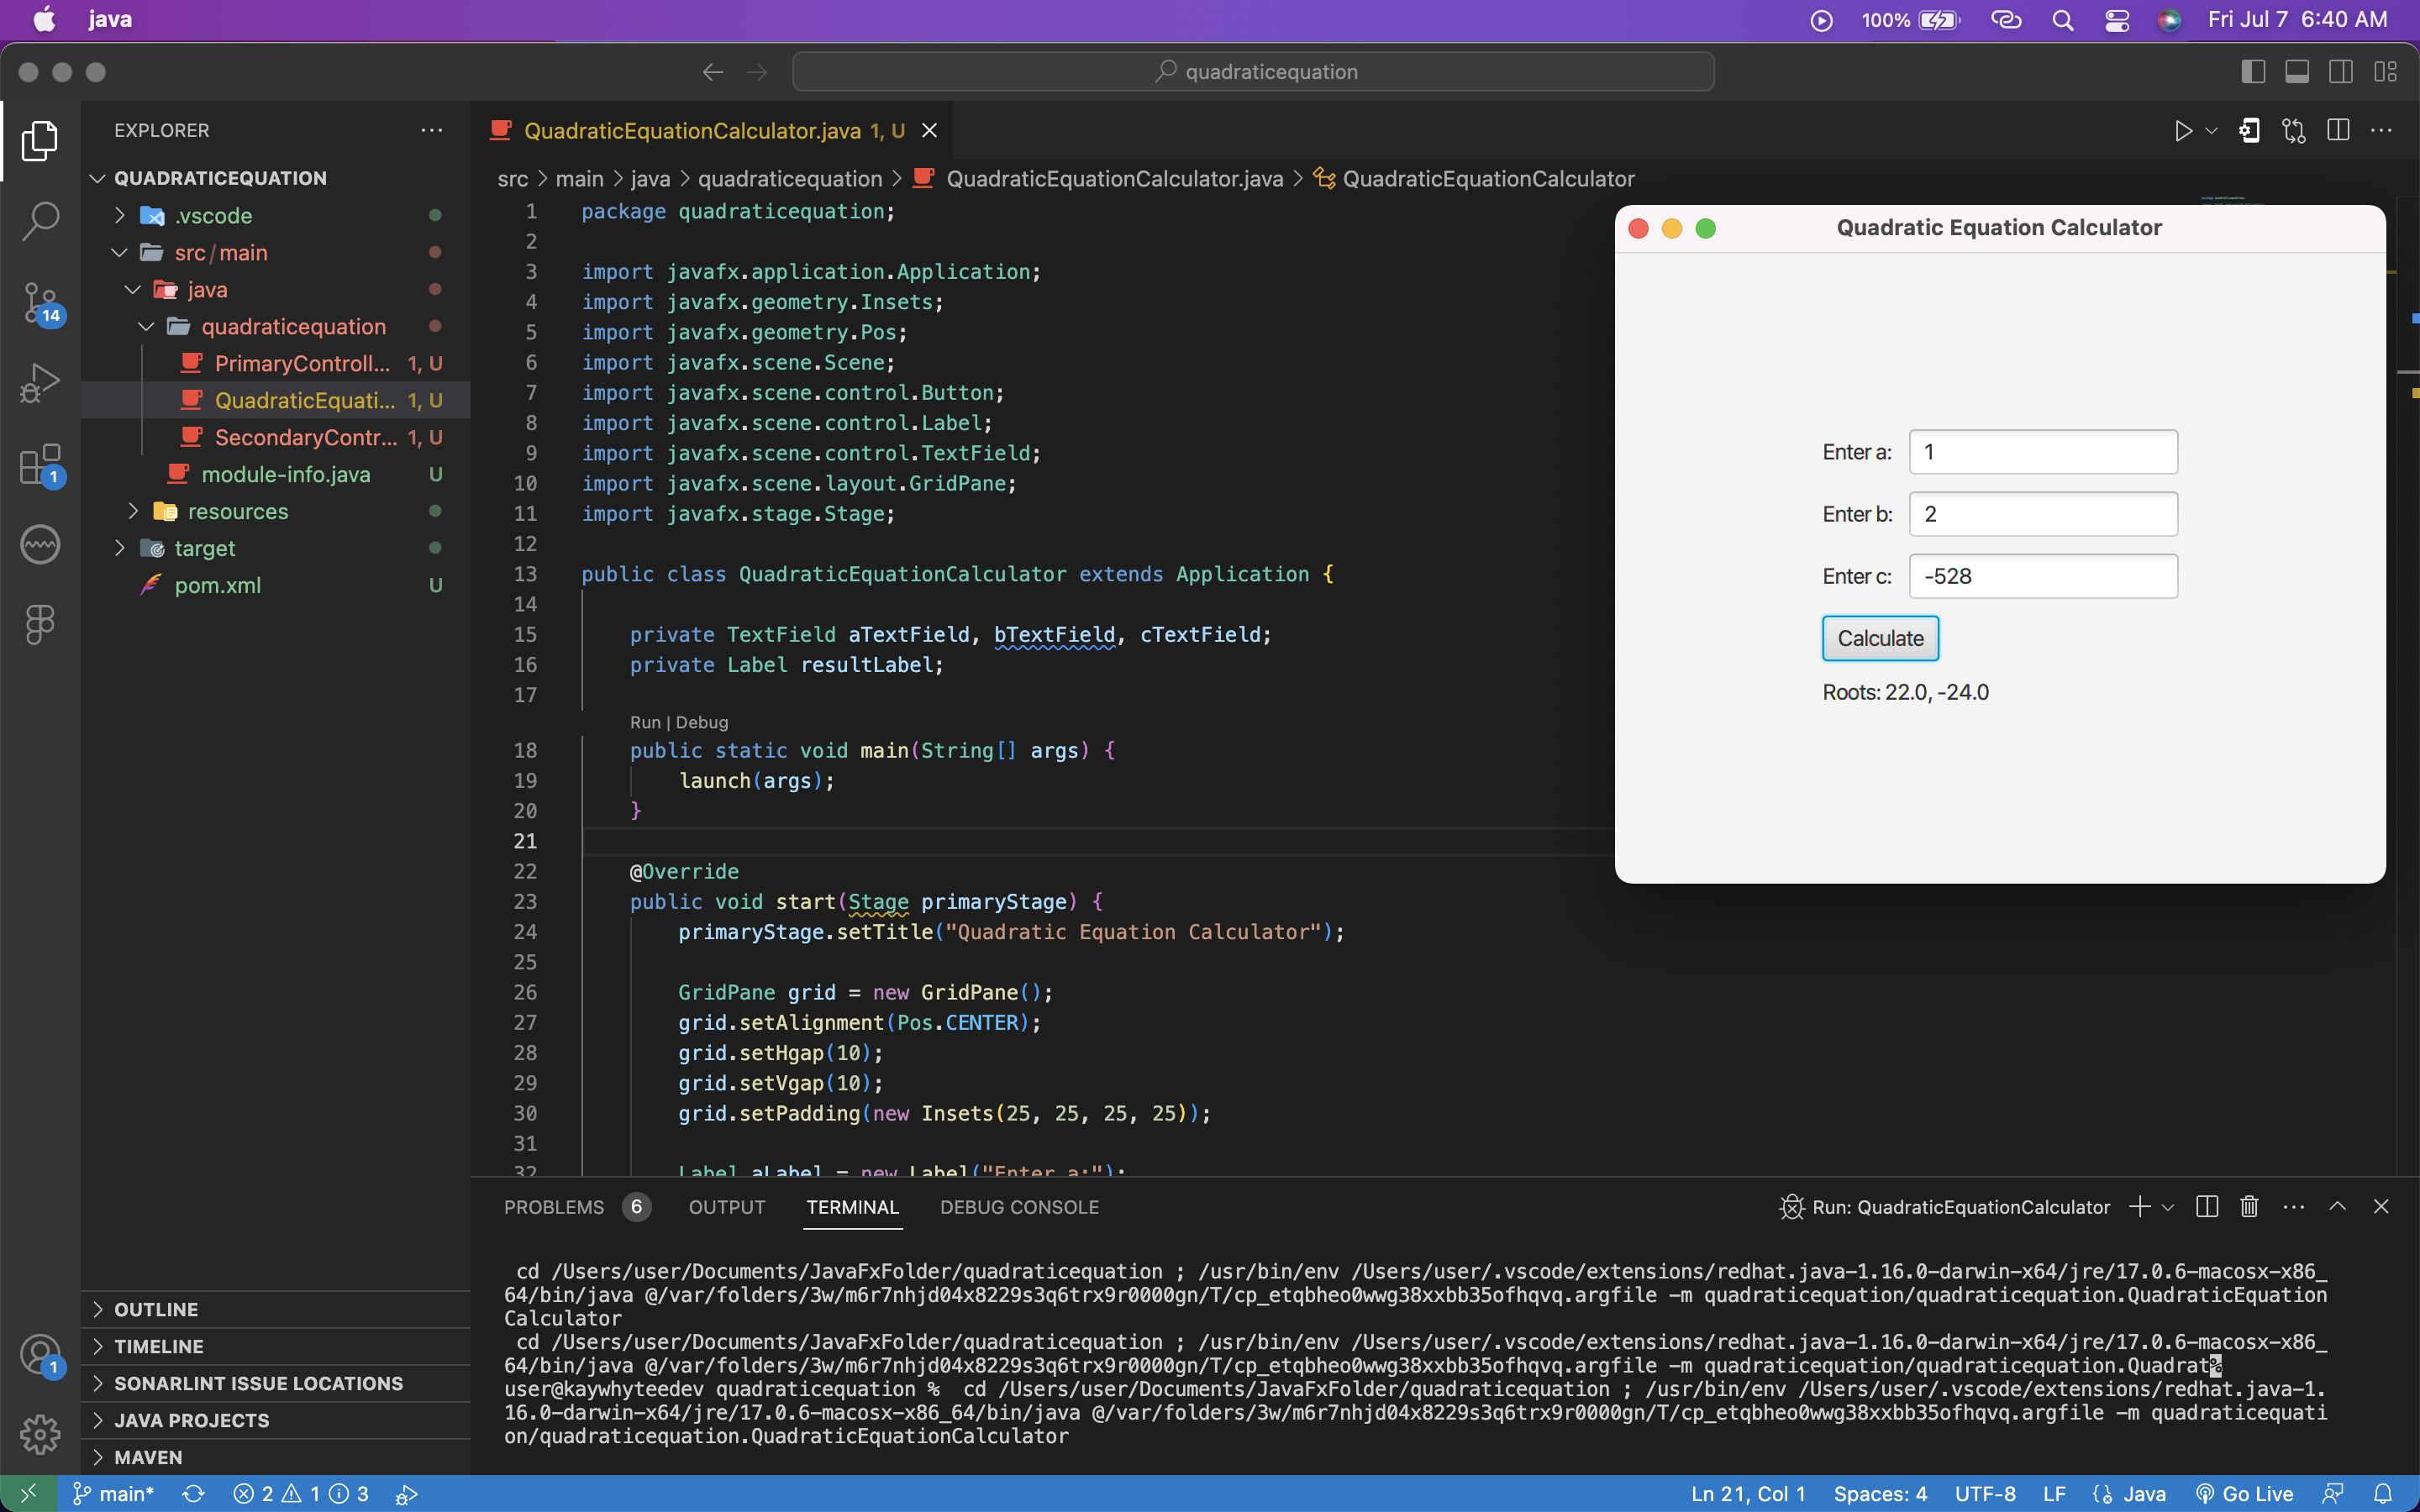 java
100%
Fri Jul 7 6:40 AM
quadraticequation
EXPLORER
QUADRATICEQUATION
.vscode
src/main
java
quadraticequation
PrimaryControll... 1, U
QuadraticEquati... 1, U
SecondaryContr... 1, U
module-info.java U
resources
target
pom.xml U
14
1
1
OUTLINE
TIMELINE
SONARLINT ISSUE LOCATIONS
JAVA PROJECTS
MAVEN
QuadraticEquationCalculator.java 1, U
src > main > java > quadraticequation > QuadraticEquationCalculator.java > QuadraticEquationCalculator
1 package quadraticequation;
2
3 import javafx.application.Application;
4 import javafx.geometry.Insets;
5 import javafx.geometry.Pos;
6 import javafx.scene.Scene;
7 import javafx.scene.control.Button;
8 import javafx.scene.control.Label;
9 import javafx.scene.control.TextField;
10 import javafx.scene.layout.GridPane;
11 import javafx.stage.Stage;
12
13 public class QuadraticEquationCalculator extends Application {
14
15 private TextField aTextField, bTextField, cTextField;
16 private Label resultLabel;
17
Run | Debug
18 public static void main(String[] args) {
19 launch(args);
20 }
21
22 @Override
23 public void start(Stage primaryStage) {
24 primaryStage.setTitle("Quadratic Equation Calculator");
25
26 GridPane grid = new GridPane();
27 grid.setAlignment(Pos.CENTER);
28 grid.setHgap(10);
29 grid.setVgap(10);
30 grid.setPadding(new Insets(25, 25, 25, 25));
31
32 Label aLabel = new Label("Enter a:");
Quadratic Equation Calculator
Enter a: 1
Enter b: 2
Enter c: -528
Calculate
Roots: 22.0, -24.0
PROBLEMS 6 OUTPUT TERMINAL DEBUG CONSOLE
Run: QuadraticEquationCalculator
cd /Users/user/Documents/JavaFxFolder/quadraticequation ; /usr/bin/env /Users/user/.vscode/extensions/redhat.java-1.16.0-darwin-x64/jre/17.0.6-macosx-x86_
64/bin/java @/var/folders/3w/m6r7nhjd04x8229s3q6trx9r0000gn/T/cp_etqbheo0wwg38xxbb35ofhqvq.argfile -m quadraticequation/quadraticequation.QuadraticEquation
Calculator
cd /Users/user/Documents/JavaFxFolder/quadraticequation ; /usr/bin/env /Users/user/.vscode/extensions/redhat.java-1.16.0-darwin-x64/jre/17.0.6-macosx-x86_
64/bin/java @/var/folders/3w/m6r7nhjd04x8229s3q6trx9r0000gn/T/cp_etqbheo0wwg38xxbb35ofhqvq.argfile -m quadraticequation/quadraticequation.Quadrat%
user@kaywhyteedev quadraticequation % cd /Users/user/Documents/JavaFxFolder/quadraticequation ; /usr/bin/env /Users/user/.vscode/extensions/redhat.java-1.
16.0-darwin-x64/jre/17.0.6-macosx-x86_64/bin/java @/var/folders/3w/m6r7nhjd04x8229s3q6trx9r0000gn/T/cp_etqbheo0wwg38xxbb35ofhqvq.argfile -m quadraticequati
on/quadraticequation.QuadraticEquationCalculator
main* 2 1 3
Ln 21, Col 1 Spaces: 4 UTF-8 LF Java Go Live